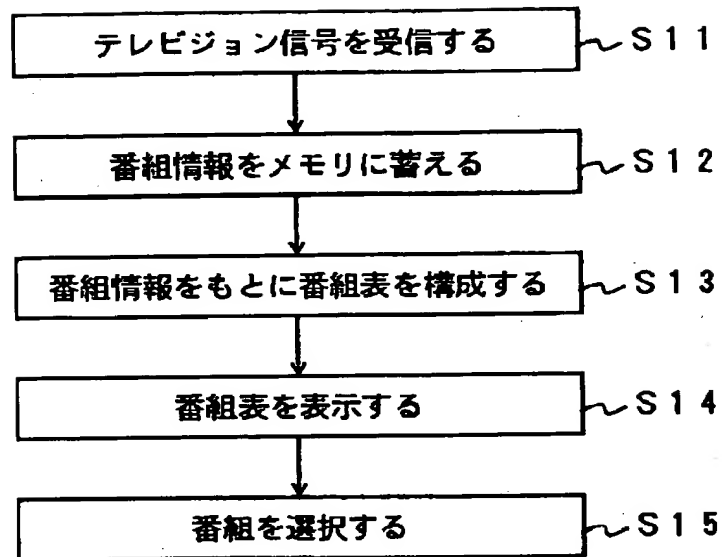 テレビジョン信号を受信する S11
番組情報をメモリに蓄える S12
番組情報をもとに番組表を構成する S13
番組表を表示する S14
番組を選択する S15